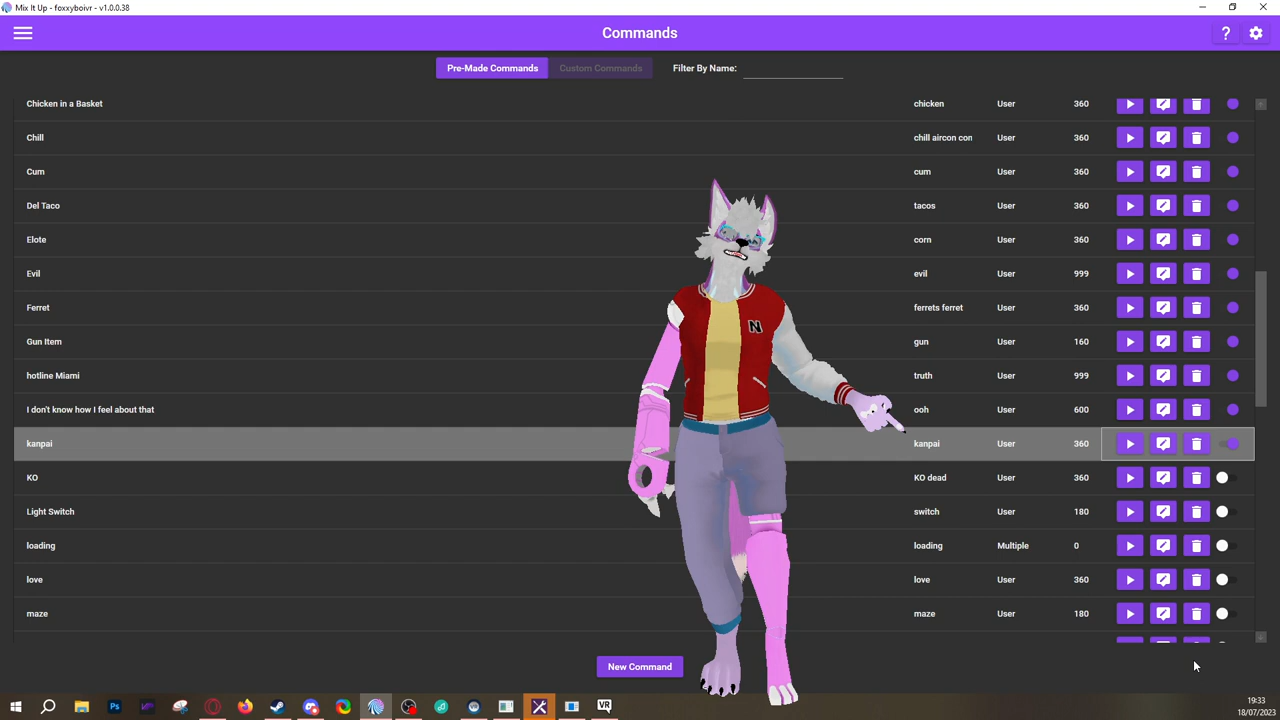 Mix It Up - foxxyboivr - v1.0.0.38
Commands
?
Pre-Made Commands Custom Commands Filter By Name:
Chicken in a Basket chicken User 360
Chill chill aircon con User 360
Cum cum User 360
Del Taco tacos User 360
Elote corn User 360
Evil evil User 999
Ferret ferrets ferret User 360
Gun Item gun User 160
hotline Miami truth User 999
I don't know how I feel about that ooh User 600
kanpai kanpai User 360
KO KO dead User 360
Light Switch switch User 180
loading loading Multiple 0
love love User 360
maze maze User 180
N
New Command
Ps
VR
19:33
18/07/2023